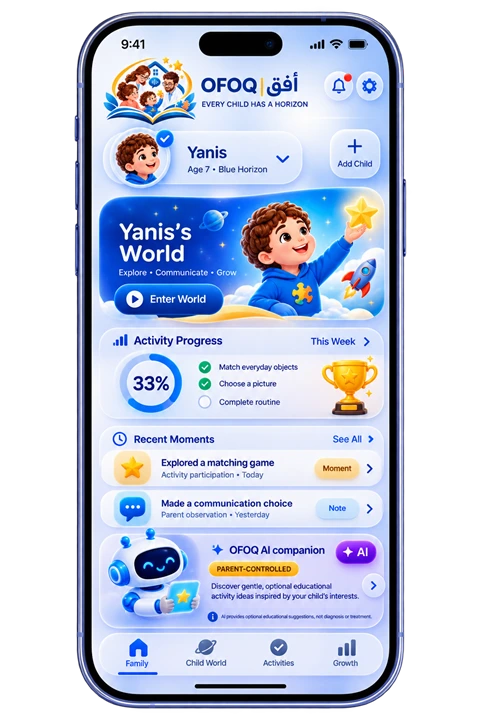 9:41
OFOQ | أفق
EVERY CHILD HAS A HORIZON
Yanis
Age 7 • Blue Horizon
Add Child
Yanis's
World
Explore • Communicate • Grow
Enter World
Activity Progress
This Week
33%
Match everyday objects
Choose a picture
Complete routine
Recent Moments
See All
Explored a matching game
Activity participation • Today
Moment
Made a communication choice
Parent observation • Yesterday
Note
OFOQ AI companion
AI
PARENT-CONTROLLED
Discover gentle, optional educational
activity ideas inspired by your child's interests.
AI provides optional educational suggestions, not diagnosis or treatment.
Family
Child World
Activities
Growth